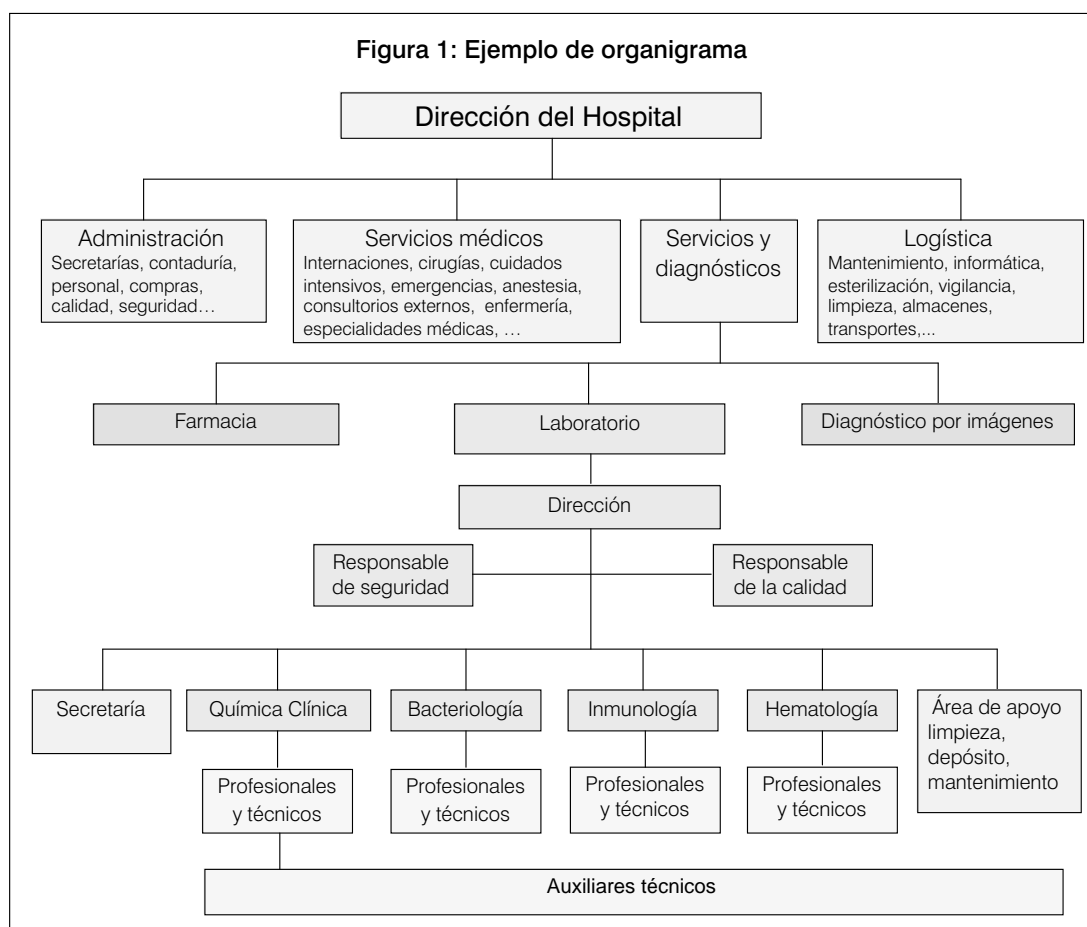 Figura 1: Ejemplo de organigrama
Dirección del Hospital
Administración
Secretarías, contaduría,
personal, compras,
calidad, seguridad…
Servicios médicos
Internaciones, cirugías, cuidados
intensivos, emergencias, anestesia,
consultorios externos, enfermería,
especialidades médicas, …
Servicios y
diagnósticos
Logística
Mantenimiento, informática,
esterilización, vigilancia,
limpieza, almacenes,
transportes,...
Farmacia
Laboratorio
Diagnóstico por imágenes
Dirección
Responsable
de seguridad
Responsable
de la calidad
Secretaría
Química Clínica
Bacteriología
Inmunología
Hematología
Área de apoyo
limpieza,
depósito,
mantenimiento
Profesionales
y técnicos
Profesionales
y técnicos
Profesionales
y técnicos
Profesionales
y técnicos
Auxiliares técnicos